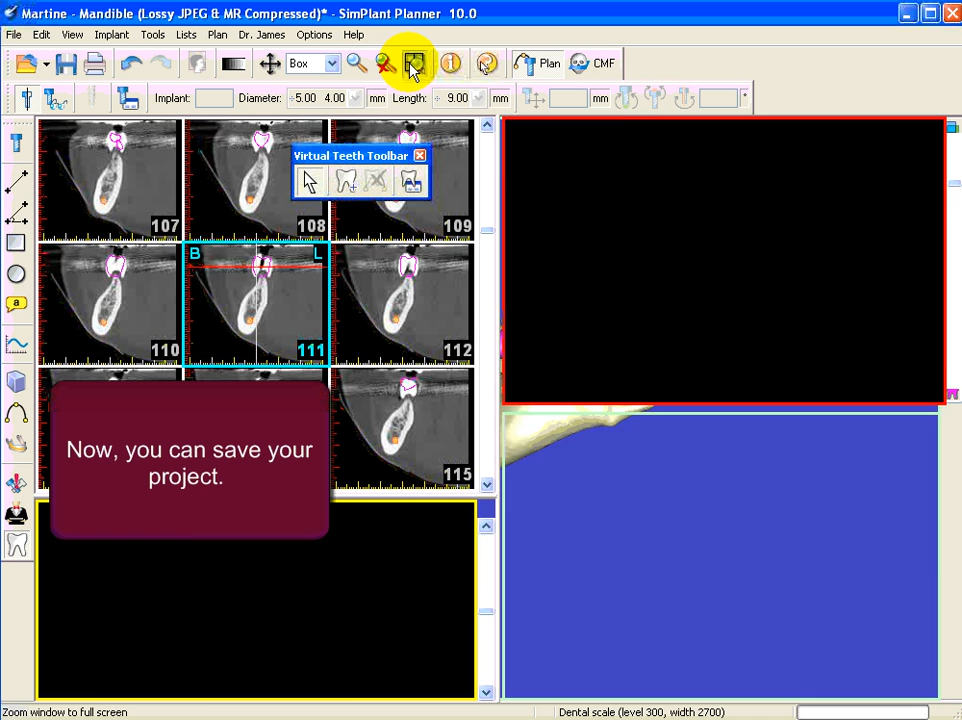 Martine - Mandible (Lossy JPEG & MR Compressed)* - SimPlant Planner 10.0
File Edit View Implant Tools Lists Plan Dr. James Options Help
Box Plan CMF
Implant: Diameter: 5.00 4.00 mm Length: 9.00 mm mm °
Virtual Teeth Toolbar
107 108 109
B L
110 111 112
a
115
Now, you can save your
project.
Zoom window to full screen Dental scale (level 300, width 2700)